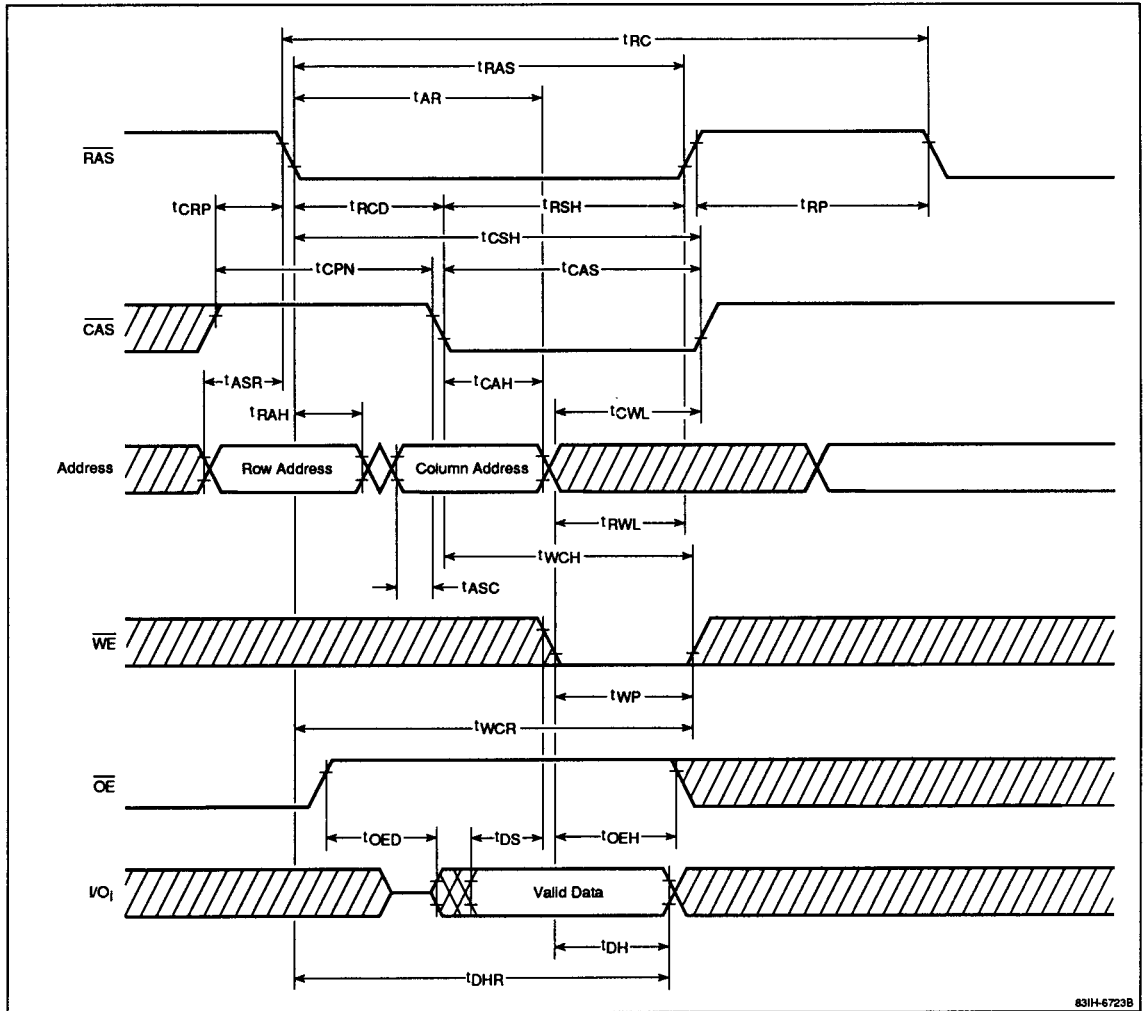 tRC
tRAS
tAR
RAS
tCRP
tRCD
tRSH
tRP
tCSH
tCPN
tCAS
CAS
tASR
tCAH
tRAH
tCWL
Address
Row Address
Column Address
tRWL
tWCH
tASC
WE
tWP
tWCR
OE
tOED
tDS
tOEH
I/Oi
Valid Data
tDH
tDHR
83IH-6723B